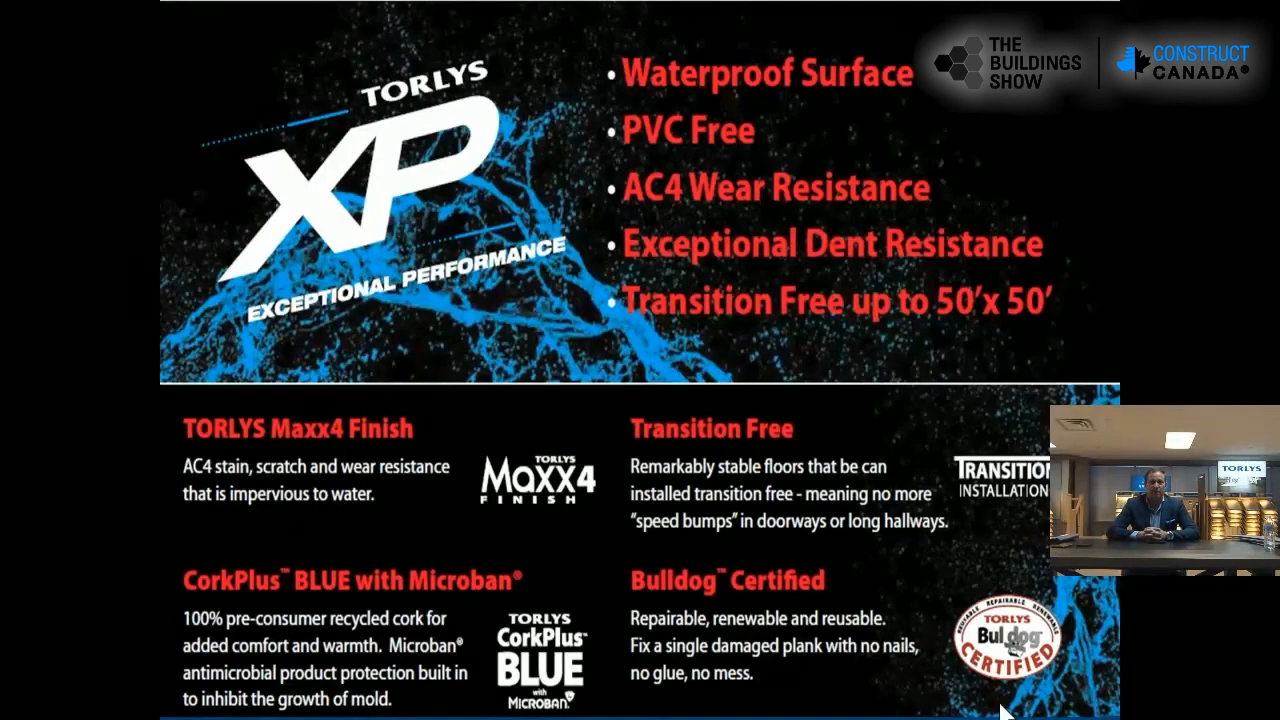 THE
BUILDINGS
SHOW
CONSTRUCT
CANADA®
TORLYS
XP
EXCEPTIONAL PERFORMANCE
• Waterproof Surface
• PVC Free
• AC4 Wear Resistance
• Exceptional Dent Resistance
• Transition Free up to 50’x 50’
TORLYS Maxx4 Finish
AC4 stain, scratch and wear resistance
that is impervious to water.
TORLYS
Maxx4
FINISH
Transition Free
Remarkably stable floors that be can
installed transition free - meaning no more
“speed bumps” in doorways or long hallways.
TRANSITION
INSTALLATION
TORLYS
CorkPlus™ BLUE with Microban®
100% pre-consumer recycled cork for
added comfort and warmth. Microban®
antimicrobial product protection built in
to inhibit the growth of mold.
TORLYS
CorkPlus™
BLUE
with
MICROBAN®
Bulldog™ Certified
Repairable, renewable and reusable.
Fix a single damaged plank with no nails,
no glue, no mess.
REUSABLE REPAIRABLE RENEWABLE
TORLYS
Bulldog
CERTIFIED